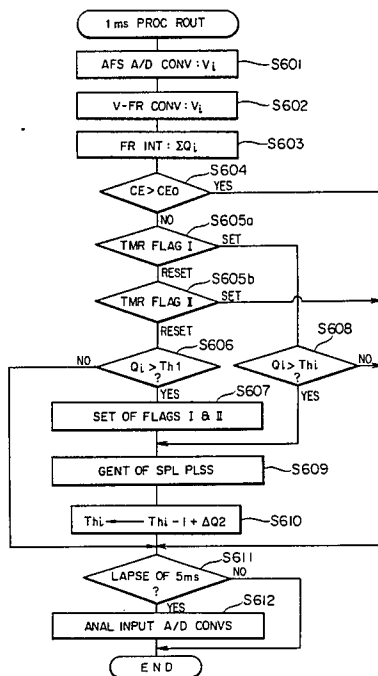 1ms PROC ROUT
AFS A/D CONV : Vi
S601
V-FR CONV : Vi
S602
FR INT : ΣQi
S603
S604
CE > CEO
YES
NO
S605a
TMR FLAG I
SET
RESET
S605b
TMR FLAG II
SET
RESET
S606
S608
NO
Qi > Th1
?
Qi > Thi
?
NO
YES
S607
YES
SET OF FLAGS I & II
GENT OF SPL PLSS
S609
Thi ← Thi-1 + ΔQ2
S610
S611
LAPSE OF 5ms
?
NO
YES
S612
ANAL INPUT A/D CONVS
END